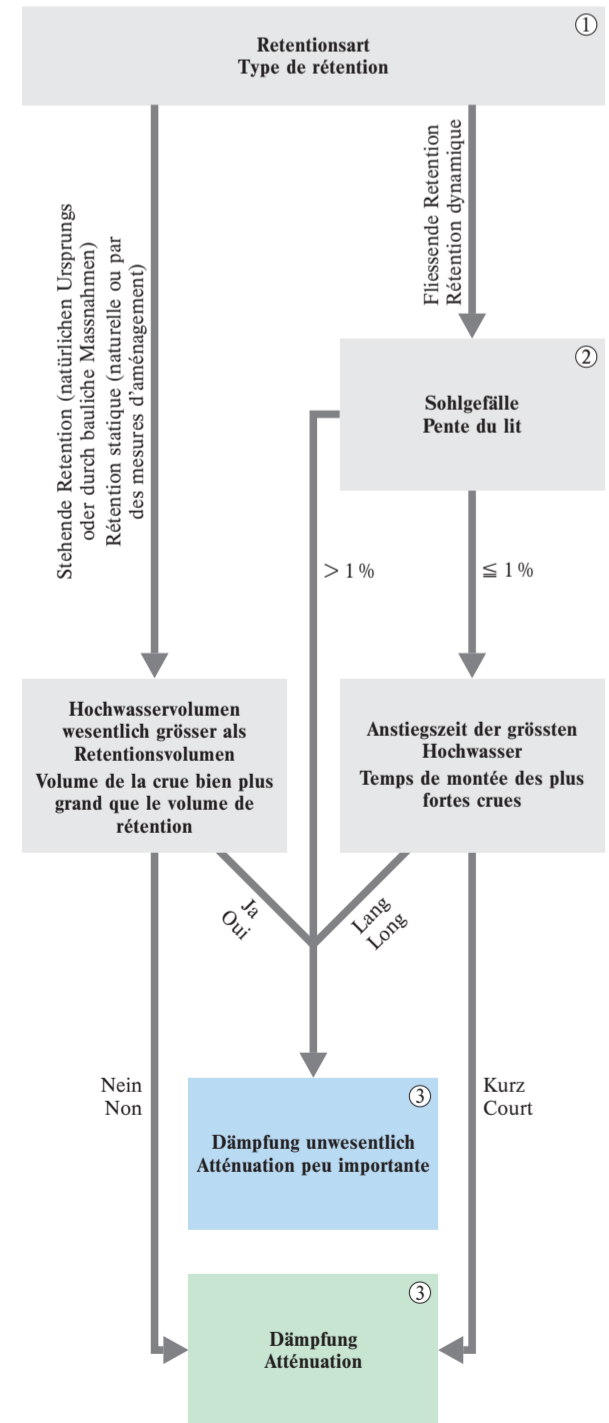 ①
Retentionsart
Type de rétention
Stehende Retention (natürlichen Ursprungs
oder durch bauliche Massnahmen)
Rétention statique (naturelle ou par
des mesures d'aménagement)
Fliessende Retention
Rétention dynamique
②
Sohlgefälle
Pente du lit
> 1 %
≦ 1 %
Hochwasservolumen
wesentlich grösser als
Retentionsvolumen
Volume de la crue bien plus
grand que le volume de
rétention
Anstiegszeit der grössten
Hochwasser
Temps de montée des plus
fortes crues
Ja
Oui
Lang
Long
Nein
Non
Kurz
Court
③
Dämpfung unwesentlich
Atténuation peu importante
③
Dämpfung
Atténuation